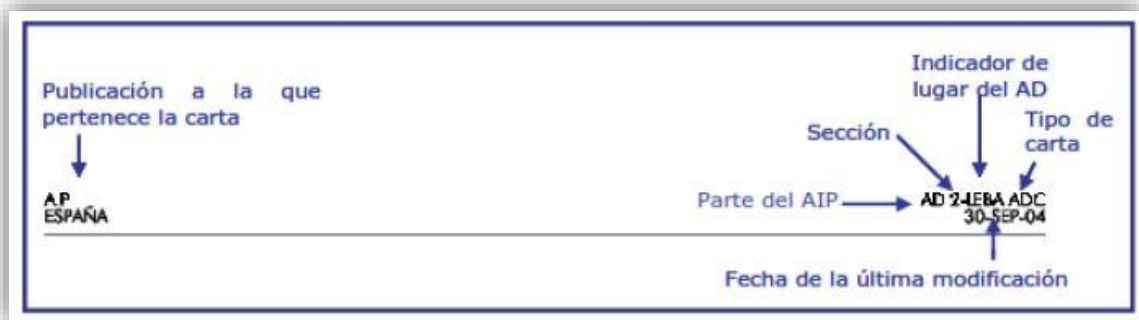 Indicador de
lugar del AD
Publicación a la que
pertenece la carta
Tipo de
carta
Sección
Parte del AIP
AIP
ESPAÑA
AD 2-LEBA ADC
30-SEP-04
Fecha de la última modificación